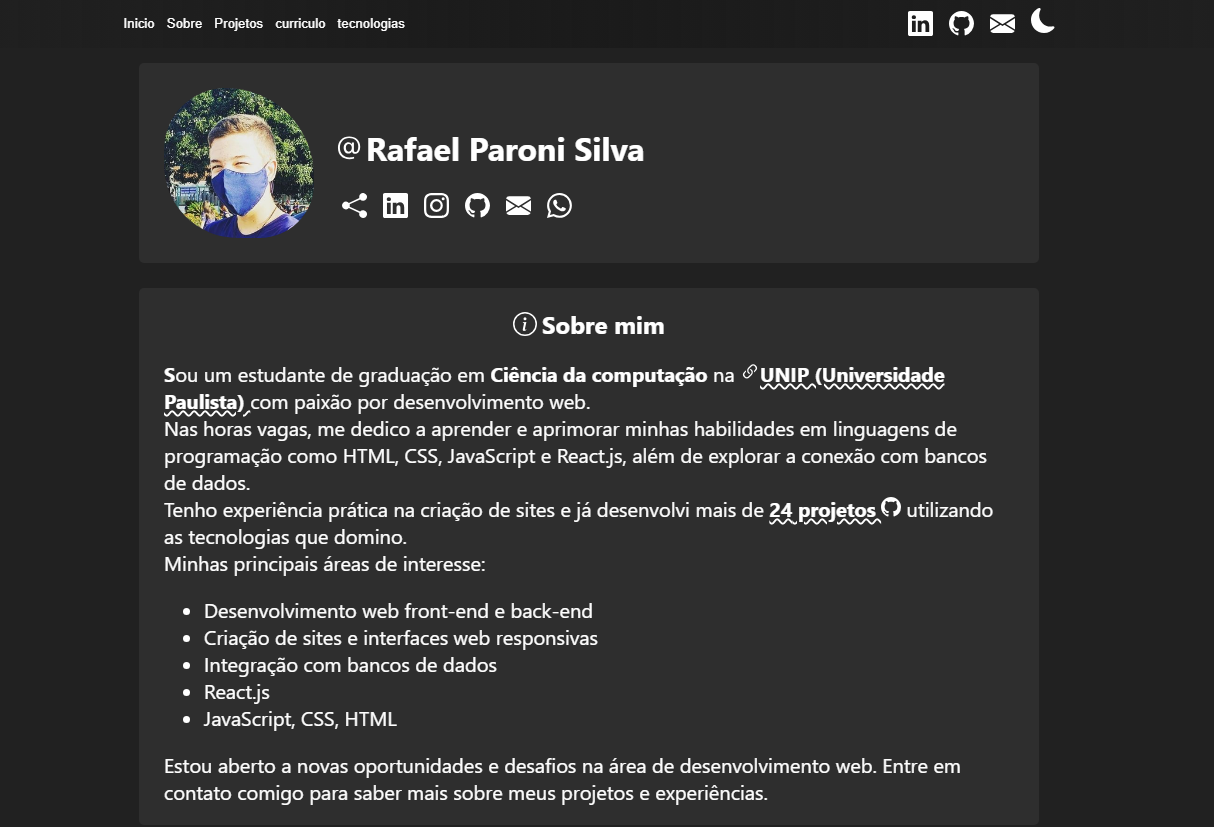 Inicio Sobre Projetos curriculo tecnologias
@ Rafael Paroni Silva
Sobre mim
Sou um estudante de graduação em Ciência da computação na UNIP (Universidade
Paulista) com paixão por desenvolvimento web.
Nas horas vagas, me dedico a aprender e aprimorar minhas habilidades em linguagens de
programação como HTML, CSS, JavaScript e React.js, além de explorar a conexão com bancos
de dados.
Tenho experiência prática na criação de sites e já desenvolvi mais de 24 projetos utilizando
as tecnologias que domino.
Minhas principais áreas de interesse:
• Desenvolvimento web front-end e back-end
• Criação de sites e interfaces web responsivas
• Integração com bancos de dados
• React.js
• JavaScript, CSS, HTML
Estou aberto a novas oportunidades e desafios na área de desenvolvimento web. Entre em
contato comigo para saber mais sobre meus projetos e experiências.